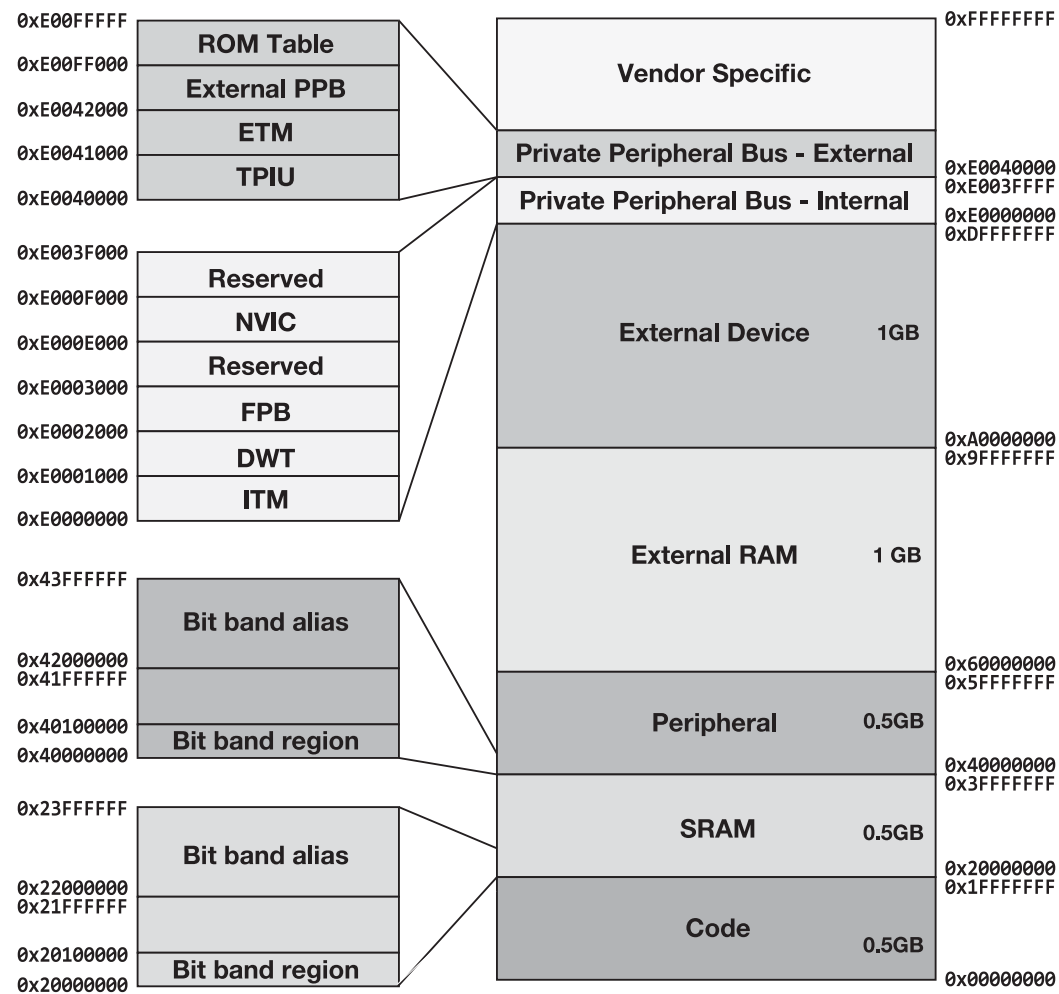 0xE00FFFFF
ROM Table
0xE00FF000
External PPB
0xE0042000
ETM
0xE0041000
TPIU
0xE0040000
0xE003F000
Reserved
0xE000F000
NVIC
0xE000E000
Reserved
0xE0003000
FPB
0xE0002000
DWT
0xE0001000
ITM
0xE0000000
0x43FFFFFF
Bit band alias
0x42000000
0x41FFFFFF
0x40100000
Bit band region
0x40000000
0x23FFFFFF
Bit band alias
0x22000000
0x21FFFFFF
0x20100000
Bit band region
0x20000000
0xFFFFFFFF
Vendor Specific
Private Peripheral Bus - External
0xE0040000
0xE003FFFF
Private Peripheral Bus - Internal
0xE0000000
0xDFFFFFFF
External Device 1GB
0xA0000000
0x9FFFFFFF
External RAM 1 GB
0x60000000
0x5FFFFFFF
Peripheral 0.5GB
0x40000000
0x3FFFFFFF
SRAM 0.5GB
0x20000000
0x1FFFFFFF
Code 0.5GB
0x00000000